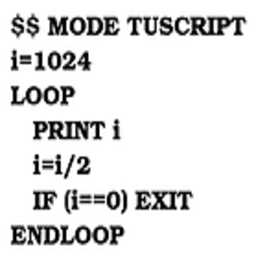 $$ MODE TUSCRIPT
i=1024
LOOP
PRINT i
i=i/2
IF (i==0) EXIT
ENDLOOP